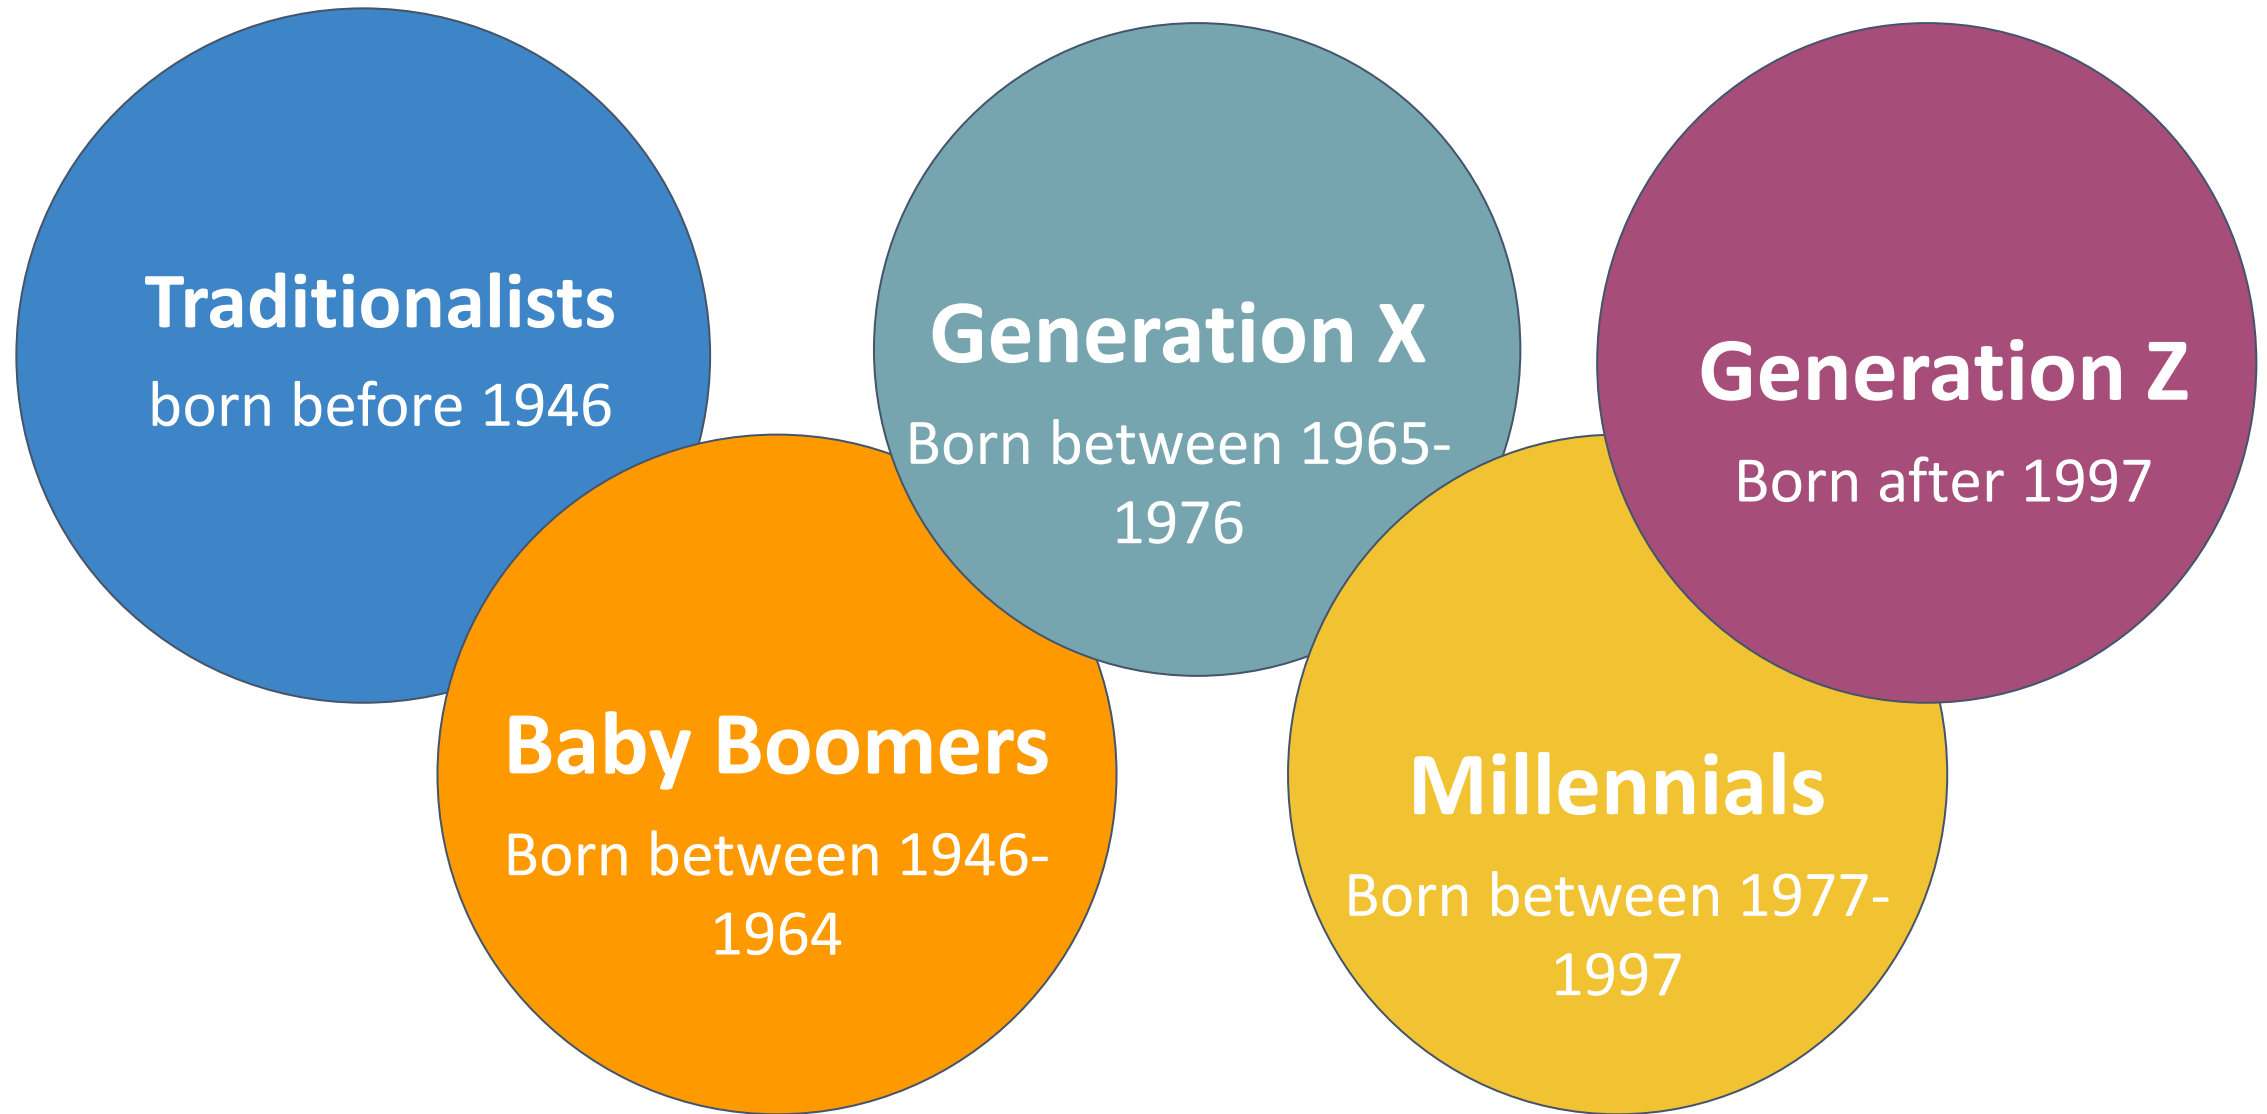 Traditionalists
born before 1946
Baby Boomers
Born between 1946-
1964
Generation X
Born between 1965-
1976
Millennials
Born between 1977-
1997
Generation Z
Born after 1997